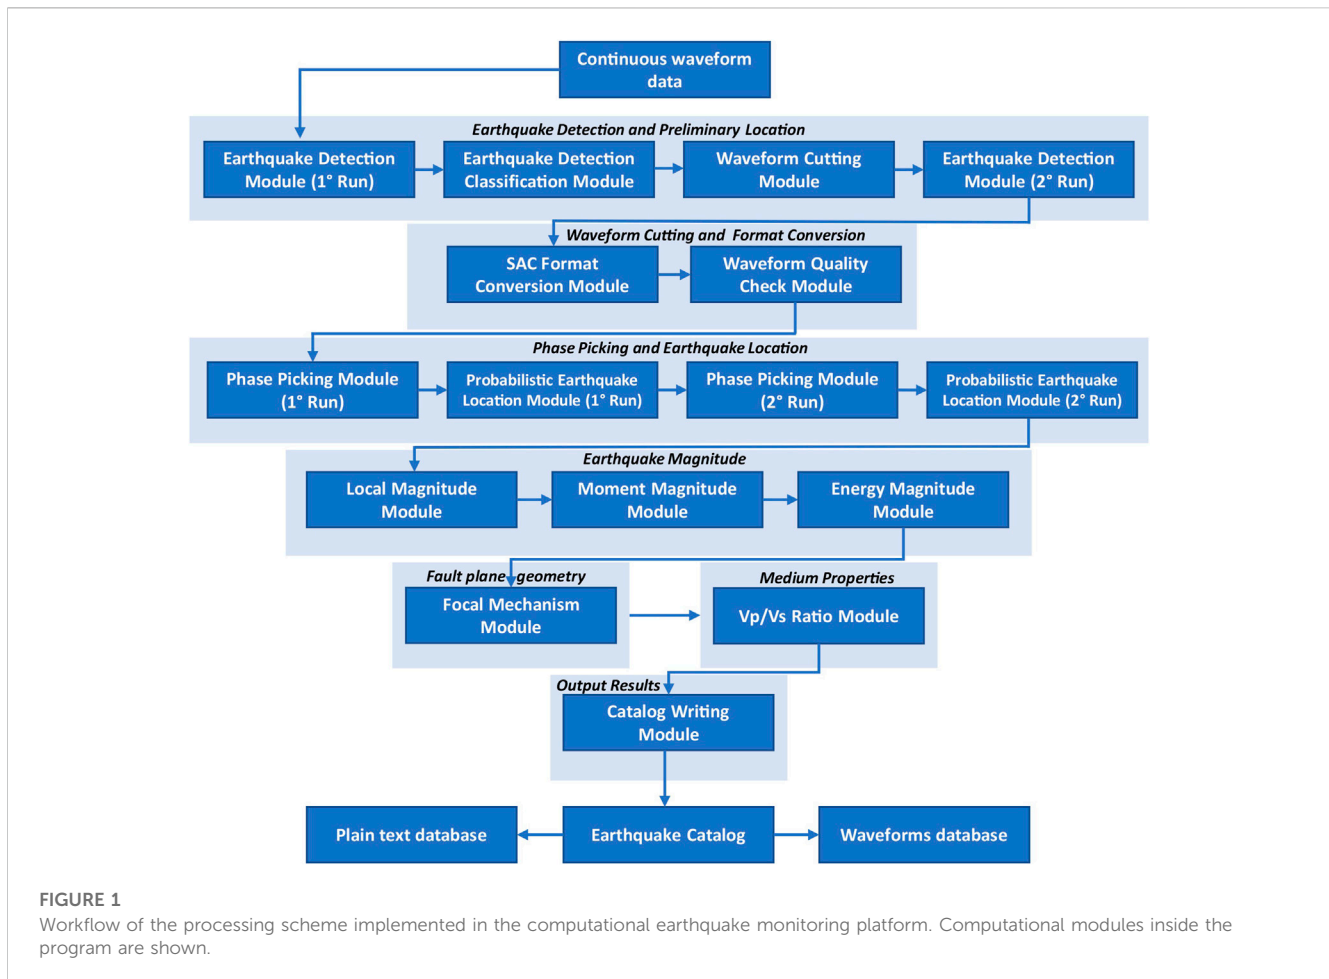 Continuous waveform
data
Earthquake Detection and Preliminary Location
Earthquake Detection
Module (1° Run)
Earthquake Detection
Classification Module
Waveform Cutting
Module
Earthquake Detection
Module (2° Run)
Waveform Cutting and Format Conversion
SAC Format
Conversion Module
Waveform Quality
Check Module
Phase Picking and Earthquake Location
Phase Picking Module
(1° Run)
Probabilistic Earthquake
Location Module (1° Run)
Phase Picking Module
(2° Run)
Probabilistic Earthquake
Location Module (2° Run)
Earthquake Magnitude
Local Magnitude
Module
Moment Magnitude
Module
Energy Magnitude
Module
Fault plane geometry
Focal Mechanism
Module
Medium Properties
Vp/Vs Ratio Module
Output Results
Catalog Writing
Module
Plain text database
Earthquake Catalog
Waveforms database
FIGURE 1
Workflow of the processing scheme implemented in the computational earthquake monitoring platform. Computational modules inside the
program are shown.